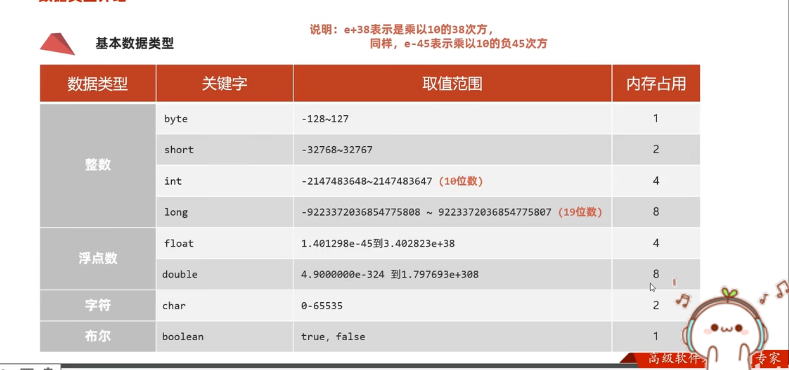 说明：e+38表示是乘以10的38次方，
同样，e-45表示乘以10的负45次方
基本数据类型
数据类型 关键字 取值范围 内存占用
整数 byte -128~127 1
short -32768~32767 2
int -2147483648~2147483647 (10位数) 4
long -9223372036854775808 ~ 9223372036854775807 (19位数) 8
浮点数 float 1.401298e-45到3.402823e+38 4
double 4.9000000e-324 到1.797693e+308 8
字符 char 0-65535 2
布尔 boolean true, false 1
高级软件 专家